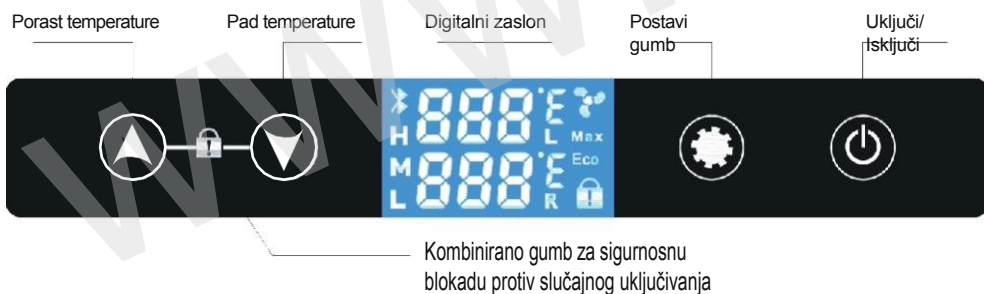 Porast temperature
Pad temperature
Digitalni zaslon
Postavi
gumb
Uključi/
Isključi
888°E
H
L
Max
M
888°E
Eco
L
R
Kombinirano gumb za sigurnosnu
blokadu protiv slučajnog uključivanja